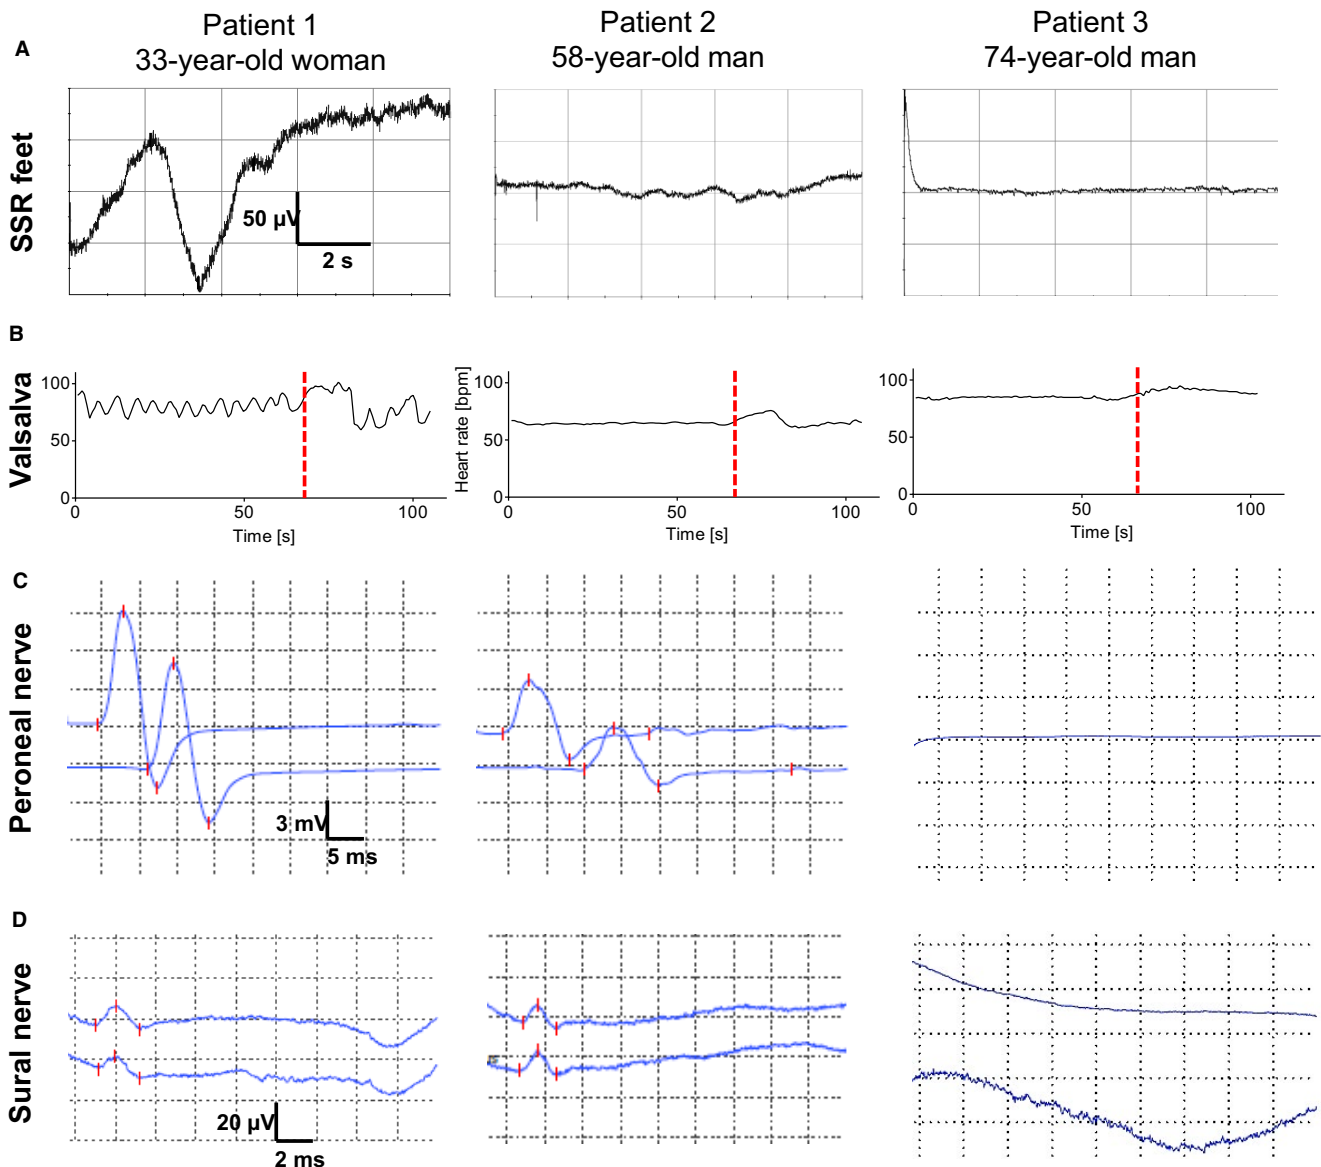 Patient 1
33-year-old woman
Patient 2
58-year-old man
Patient 3
74-year-old man
A
SSR feet
50 µV
2 s
B
Valsalva
100
50
0
50
100
Time [s]
Heart rate [bpm]
100
50
0
0
50
100
Time [s]
100
50
0
0
50
100
Time [s]
C
Peroneal nerve
3 mV
5 ms
D
Sural nerve
20 µV
2 ms